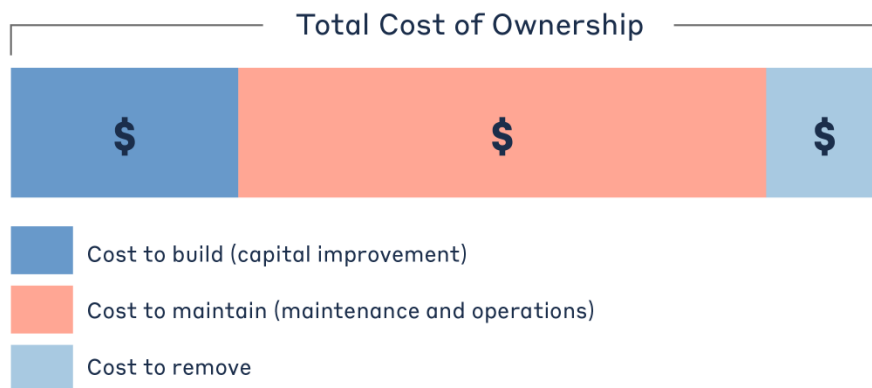 Total Cost of Ownership
$ $ $
Cost to build (capital improvement)
Cost to maintain (maintenance and operations)
Cost to remove